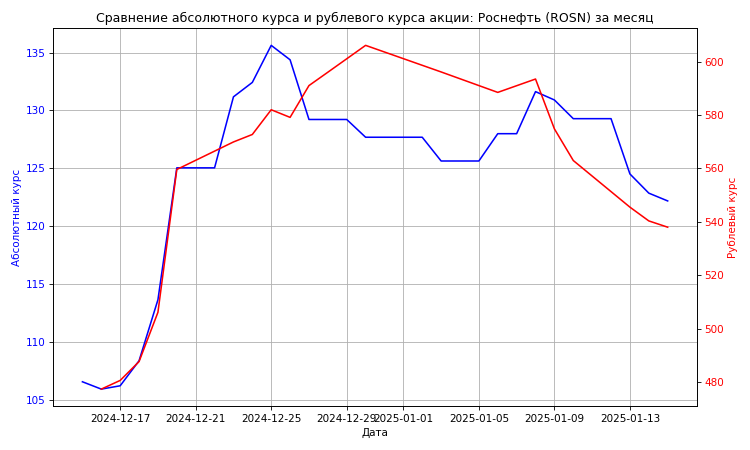 Сравнение абсолютного курса и рублевого курса акции: Роснефть (ROSN) за месяц
Абсолютный курс
135
130
125
120
115
110
105
600
580
560
540
520
500
480
Рублевый курс
2024-12-17 2024-12-21 2024-12-25 2024-12-29 2025-01-01 2025-01-05 2025-01-09 2025-01-13
Дата